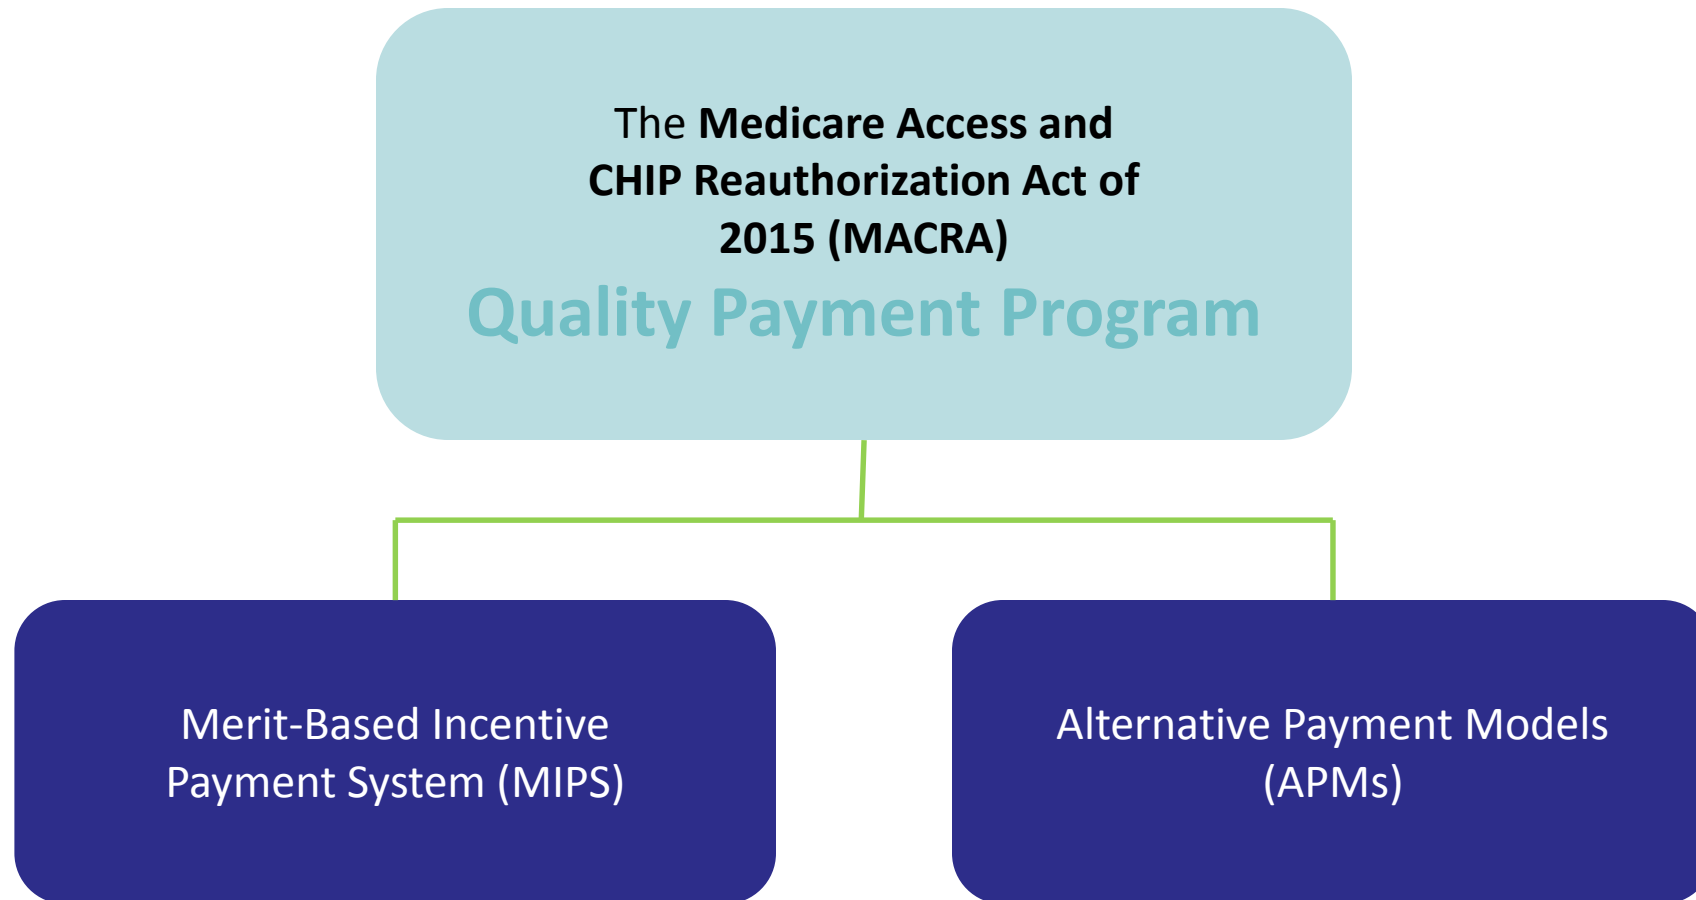 The Medicare Access and
CHIP Reauthorization Act of
2015 (MACRA)
Quality Payment Program
Merit-Based Incentive
Payment System (MIPS)
Alternative Payment Models
(APMs)